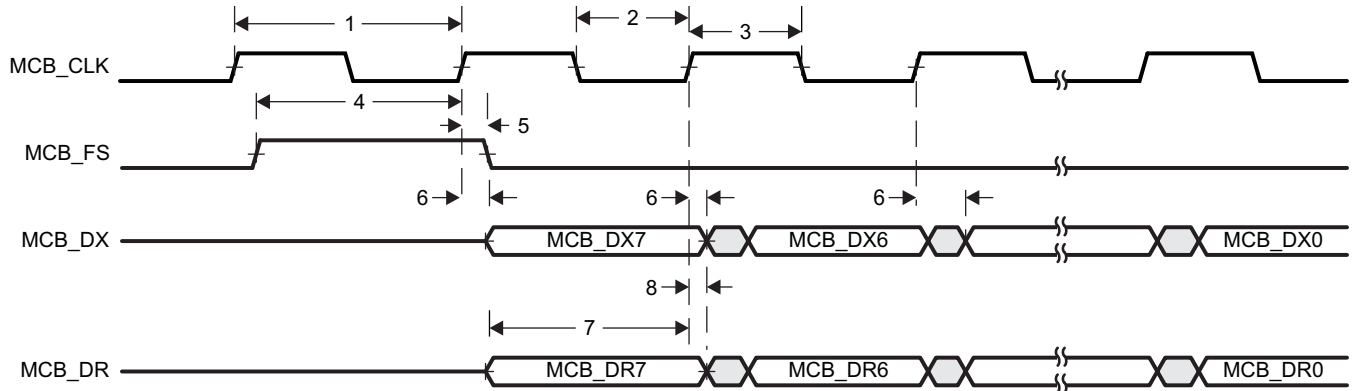 1
2
3
MCB_CLK
4
5
MCB_FS
6
6
6
MCB_DX
MCB_DX7
MCB_DX6
MCB_DX0
8
7
MCB_DR
MCB_DR7
MCB_DR6
MCB_DR0